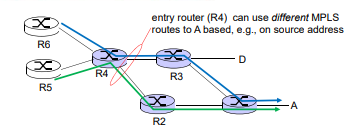 entry router (R4)  can use different MPLS
routes to A based, e.g., on source address
R6
D
R4
R3
R5
A
R2